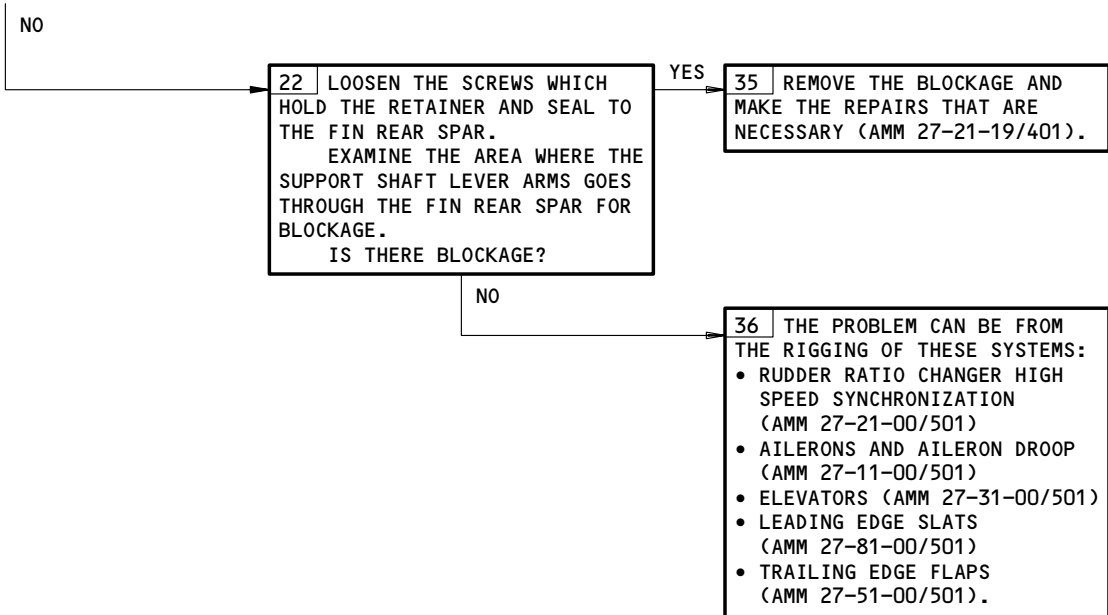 NO
22 LOOSEN THE SCREWS WHICH
HOLD THE RETAINER AND SEAL TO
THE FIN REAR SPAR.
EXAMINE THE AREA WHERE THE
SUPPORT SHAFT LEVER ARMS GOES
THROUGH THE FIN REAR SPAR FOR
BLOCKAGE.
IS THERE BLOCKAGE?
YES
35 REMOVE THE BLOCKAGE AND
MAKE THE REPAIRS THAT ARE
NECESSARY (AMM 27-21-19/401).
NO
36 THE PROBLEM CAN BE FROM
THE RIGGING OF THESE SYSTEMS:
• RUDDER RATIO CHANGER HIGH
SPEED SYNCHRONIZATION
(AMM 27-21-00/501)
• AILERONS AND AILERON DROOP
(AMM 27-11-00/501)
• ELEVATORS (AMM 27-31-00/501)
• LEADING EDGE SLATS
(AMM 27-81-00/501)
• TRAILING EDGE FLAPS
(AMM 27-51-00/501).